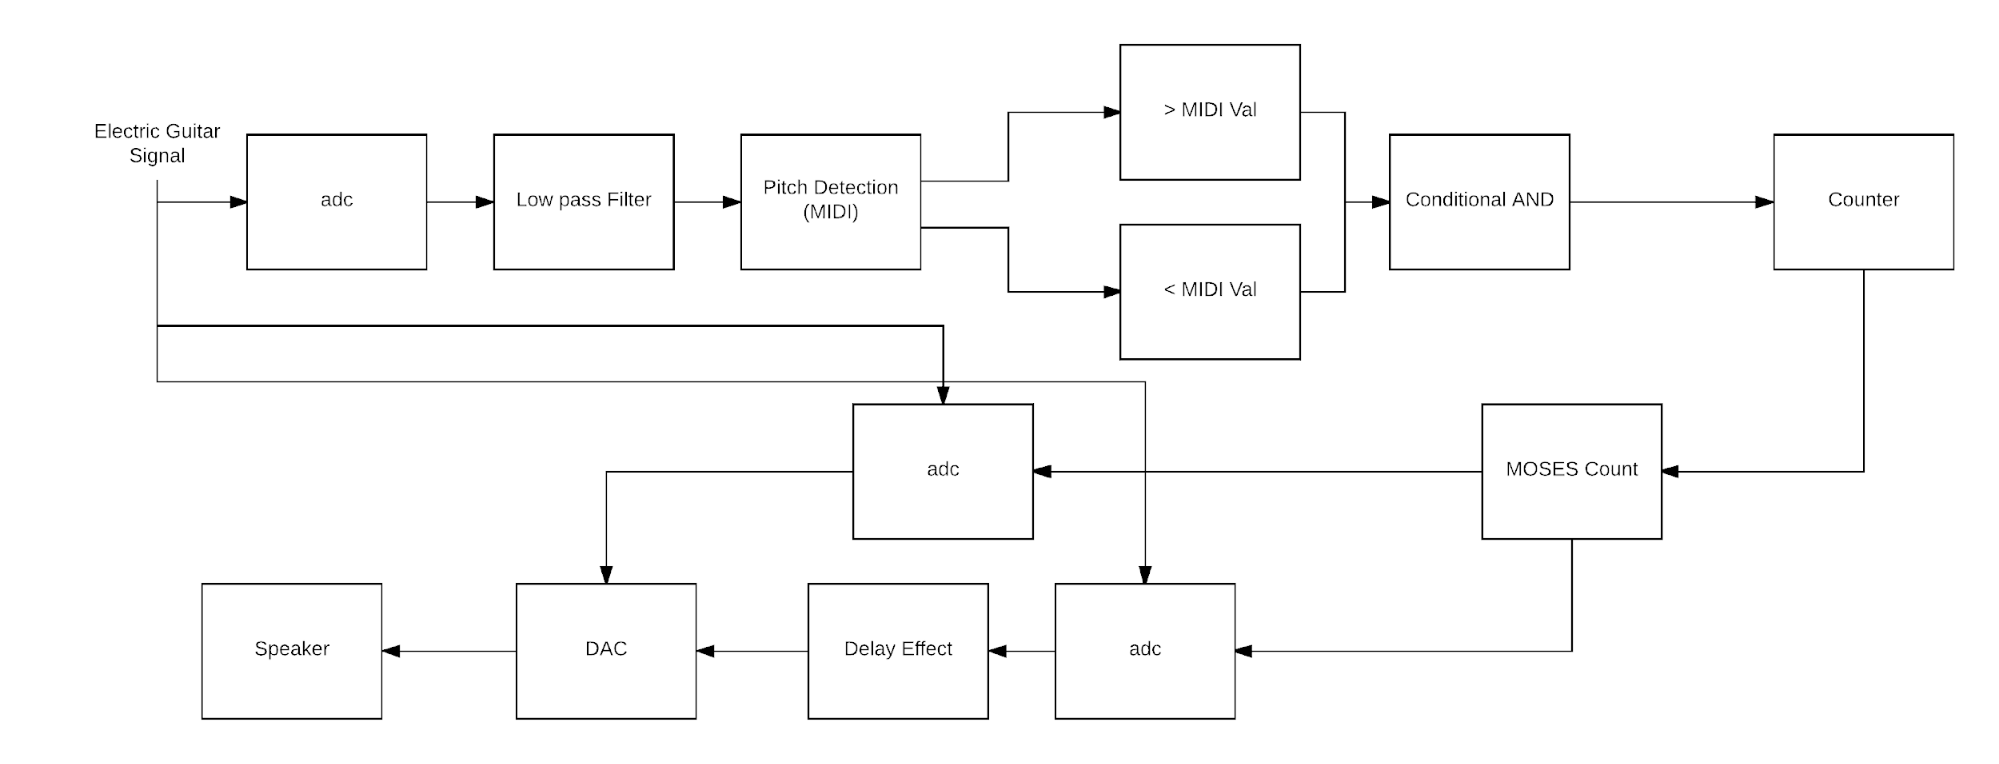 > MIDI Val
Electric Guitar
Signal
adc
Low pass Filter
Pitch Detection
(MIDI)
Conditional AND
Counter
< MIDI Val
adc
MOSES Count
Speaker
DAC
Delay Effect
adc